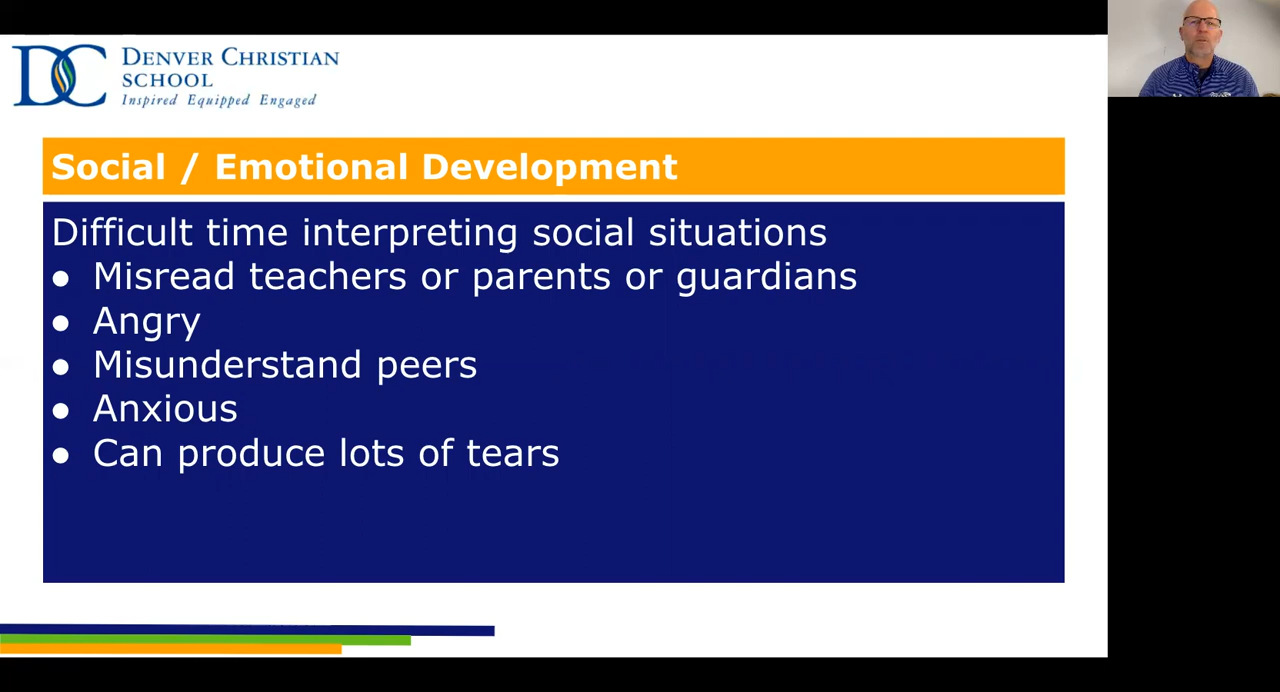 DC
DENVER CHRISTIAN
SCHOOL
Inspired Equipped Engaged
Social / Emotional Development
Difficult time interpreting social situations
● Misread teachers or parents or guardians
● Angry
● Misunderstand peers
● Anxious
● Can produce lots of tears